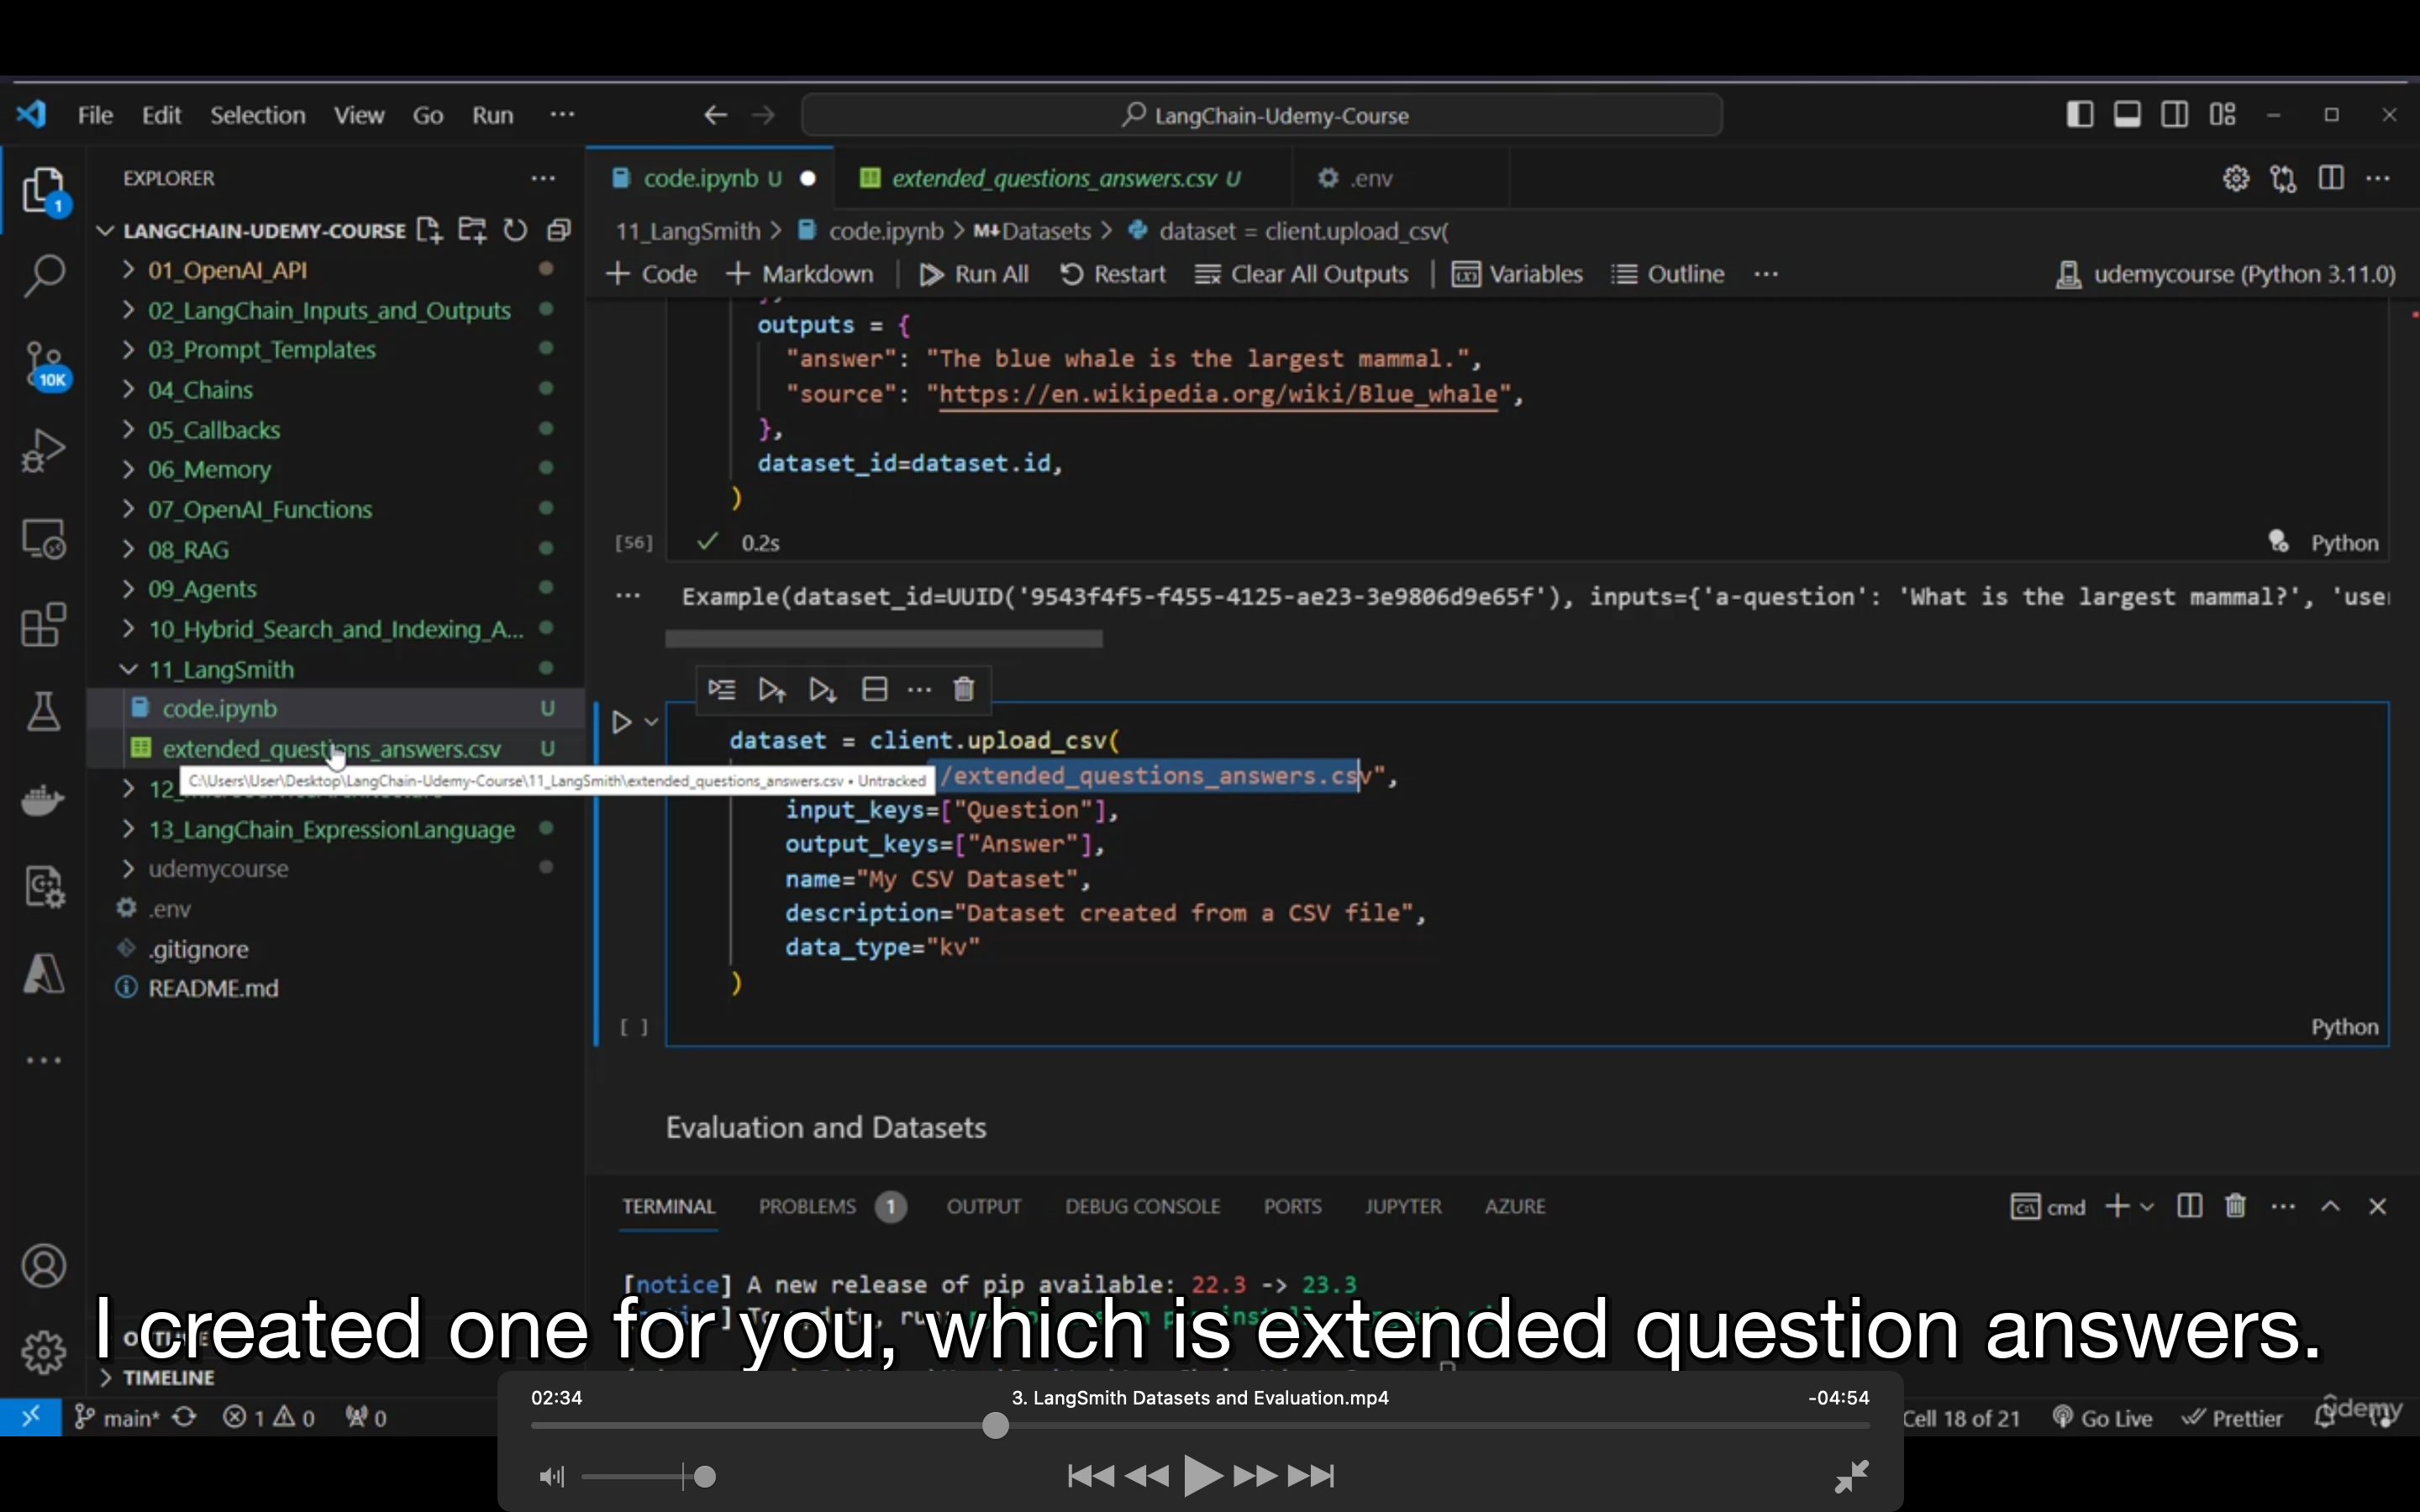 File Edit Selection View Go Run ···
LangChain-Udemy-Course
EXPLORER
1
LANGCHAIN-UDEMY-COURSE
01_OpenAI_API
02_LangChain_Inputs_and_Outputs
03_Prompt_Templates
10K
04_Chains
05_Callbacks
06_Memory
07_OpenAI_Functions
08_RAG
09_Agents
10_Hybrid_Search_and_Indexing_A...
11_LangSmith
code.ipynb U
extended_questions_answers.csv U
C:\Users\User\Desktop\LangChain-Udemy-Course\11_LangSmith\extended_questions_answers.csv • Untracked
12
13_LangChain_ExpressionLanguage
udemycourse
.env
.gitignore
README.md
TIMELINE
code.ipynb U
extended_questions_answers.csv U
.env
11_LangSmith > code.ipynb > M↓Datasets > dataset = client.upload_csv(
+ Code + Markdown Run All Restart Clear All Outputs Variables Outline ···
udemycourse (Python 3.11.0)
outputs = {
"answer": "The blue whale is the largest mammal.",
"source": "https://en.wikipedia.org/wiki/Blue_whale",
},
dataset_id=dataset.id,
)
[56] ✓ 0.2s Python
··· Example(dataset_id=UUID('9543f4f5-f455-4125-ae23-3e9806d9e65f'), inputs={'a-question': 'What is the largest mammal?', 'use
dataset = client.upload_csv(
/extended_questions_answers.csv",
input_keys=["Question"],
output_keys=["Answer"],
name="My CSV Dataset",
description="Dataset created from a CSV file",
data_type="kv"
)
[ ] Python
Evaluation and Datasets
TERMINAL PROBLEMS 1 OUTPUT DEBUG CONSOLE PORTS JUPYTER AZURE
cmd
[notice] A new release of pip available: 22.3 -> 23.3
I created one for you, which is extended question answers.
02:34 3. LangSmith Datasets and Evaluation.mp4 -04:54
main* 1 0 0
Cell 18 of 21 Go Live Prettier
ûdemy